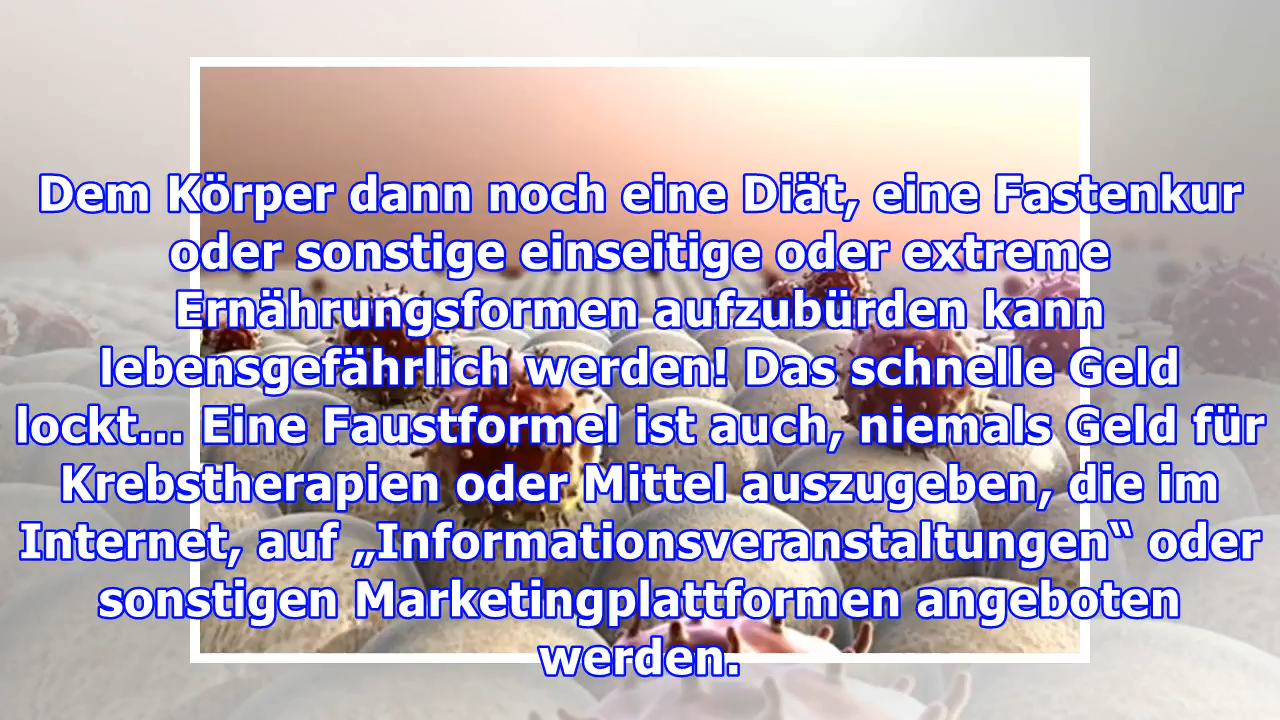 Dem Körper dann noch eine Diät, eine Fastenkur
oder sonstige einseitige oder extreme
Ernährungsformen aufzubürden kann
lebensgefährlich werden! Das schnelle Geld
lockt... Eine Faustformel ist auch, niemals Geld für
Krebstherapien oder Mittel auszugeben, die im
Internet, auf „Informationsveranstaltungen“ oder
sonstigen Marketingplattformen angeboten
werden.